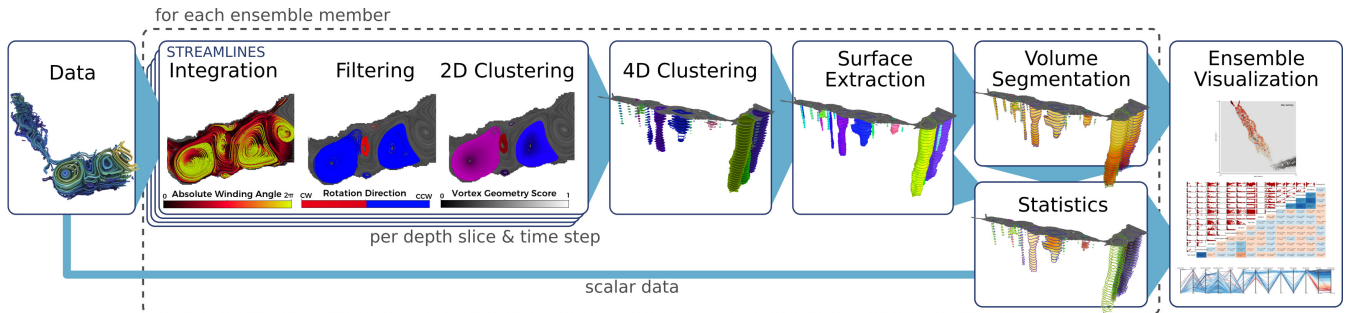 for each ensemble member
Data
STREAMLINES
Integration
Filtering
2D Clustering
0 Absolute Winding Angle 2π
CW Rotation Direction CCW
0 Vortex Geometry Score 1
per depth slice & time step
4D Clustering
Surface
Extraction
Volume
Segmentation
Statistics
scalar data
Ensemble
Visualization